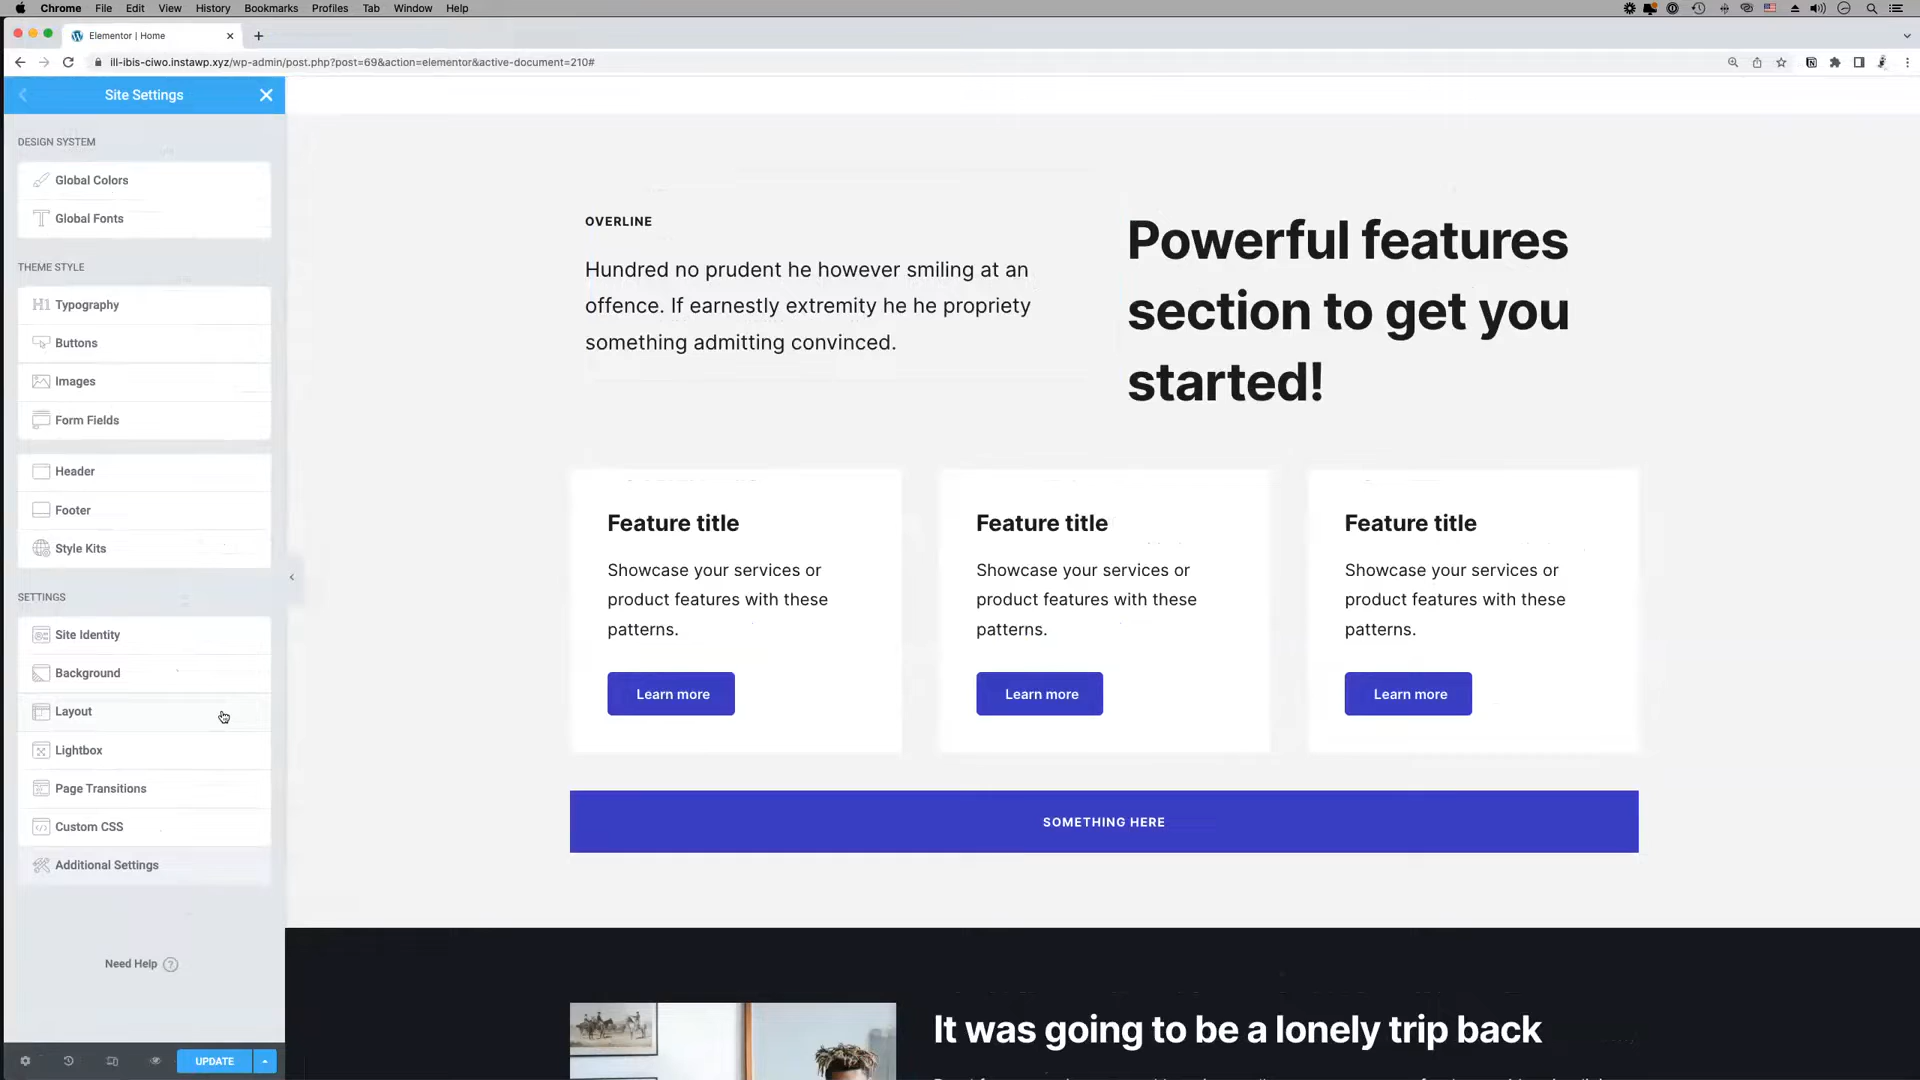 Chrome File Edit View History Bookmarks Profiles Tab Window Help
Elementor | Home
ill-ibis-ciwo.instawp.xyz/wp-admin/post.php?post=69&action=elementor&active-document=210#
Site Settings
DESIGN SYSTEM
Global Colors
Global Fonts
THEME STYLE
Typography
Buttons
Images
Form Fields
Header
Footer
Style Kits
SETTINGS
Site Identity
Background
Layout
Lightbox
Page Transitions
Custom CSS
Additional Settings
Need Help
UPDATE
OVERLINE
Hundred no prudent he however smiling at an
offence. If earnestly extremity he he propriety
something admitting convinced.
Powerful features
section to get you
started!
Feature title
Showcase your services or
product features with these
patterns.
Learn more
Feature title
Showcase your services or
product features with these
patterns.
Learn more
Feature title
Showcase your services or
product features with these
patterns.
Learn more
SOMETHING HERE
It was going to be a lonely trip back